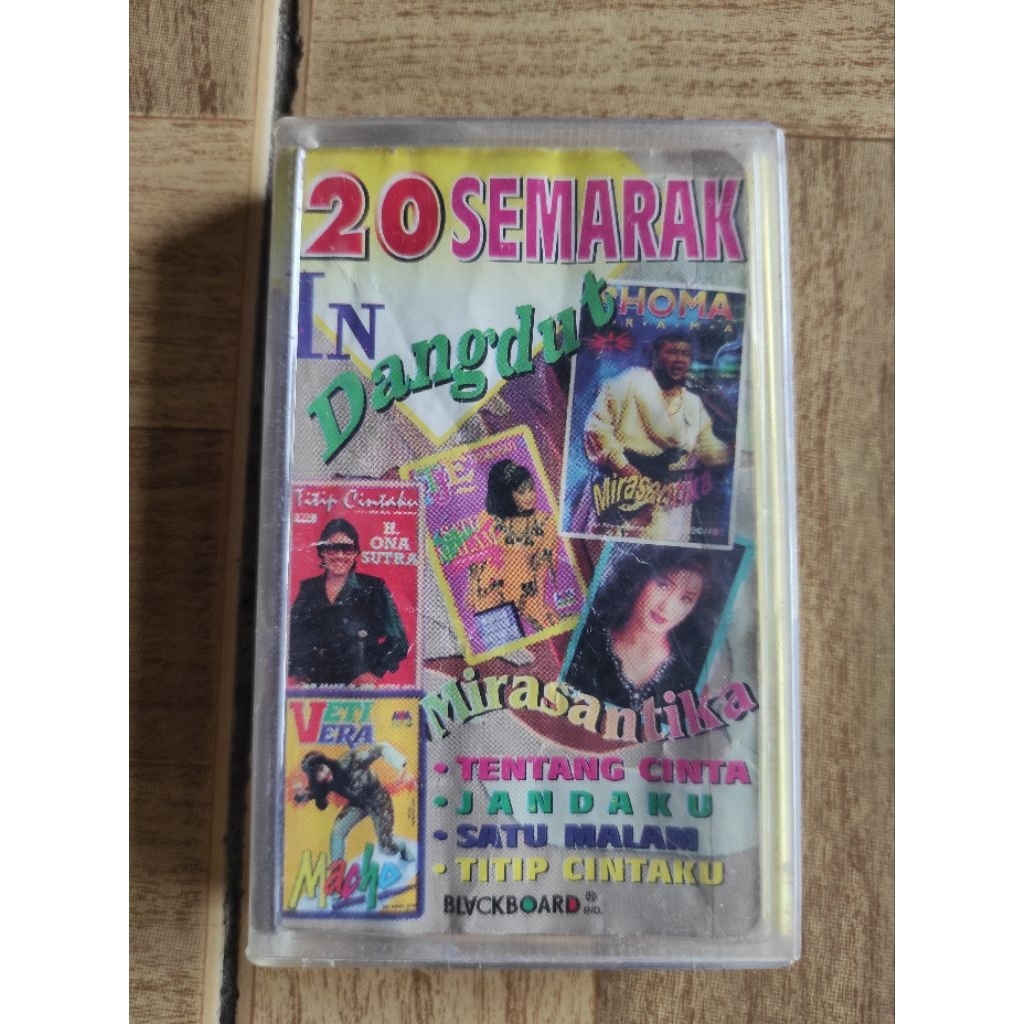 20 SEMARAK
IN
Dangdut
RHOMA
IRAMA
Mirasantika
Titip Cintaku
H.
ONA
SUTRA
VETI
VERA
Macho
Mirasantika
• TENTANG CINTA
• JANDAKU
• SATU MALAM
• TITIP CINTAKU
BLACKBOARD ® IND.